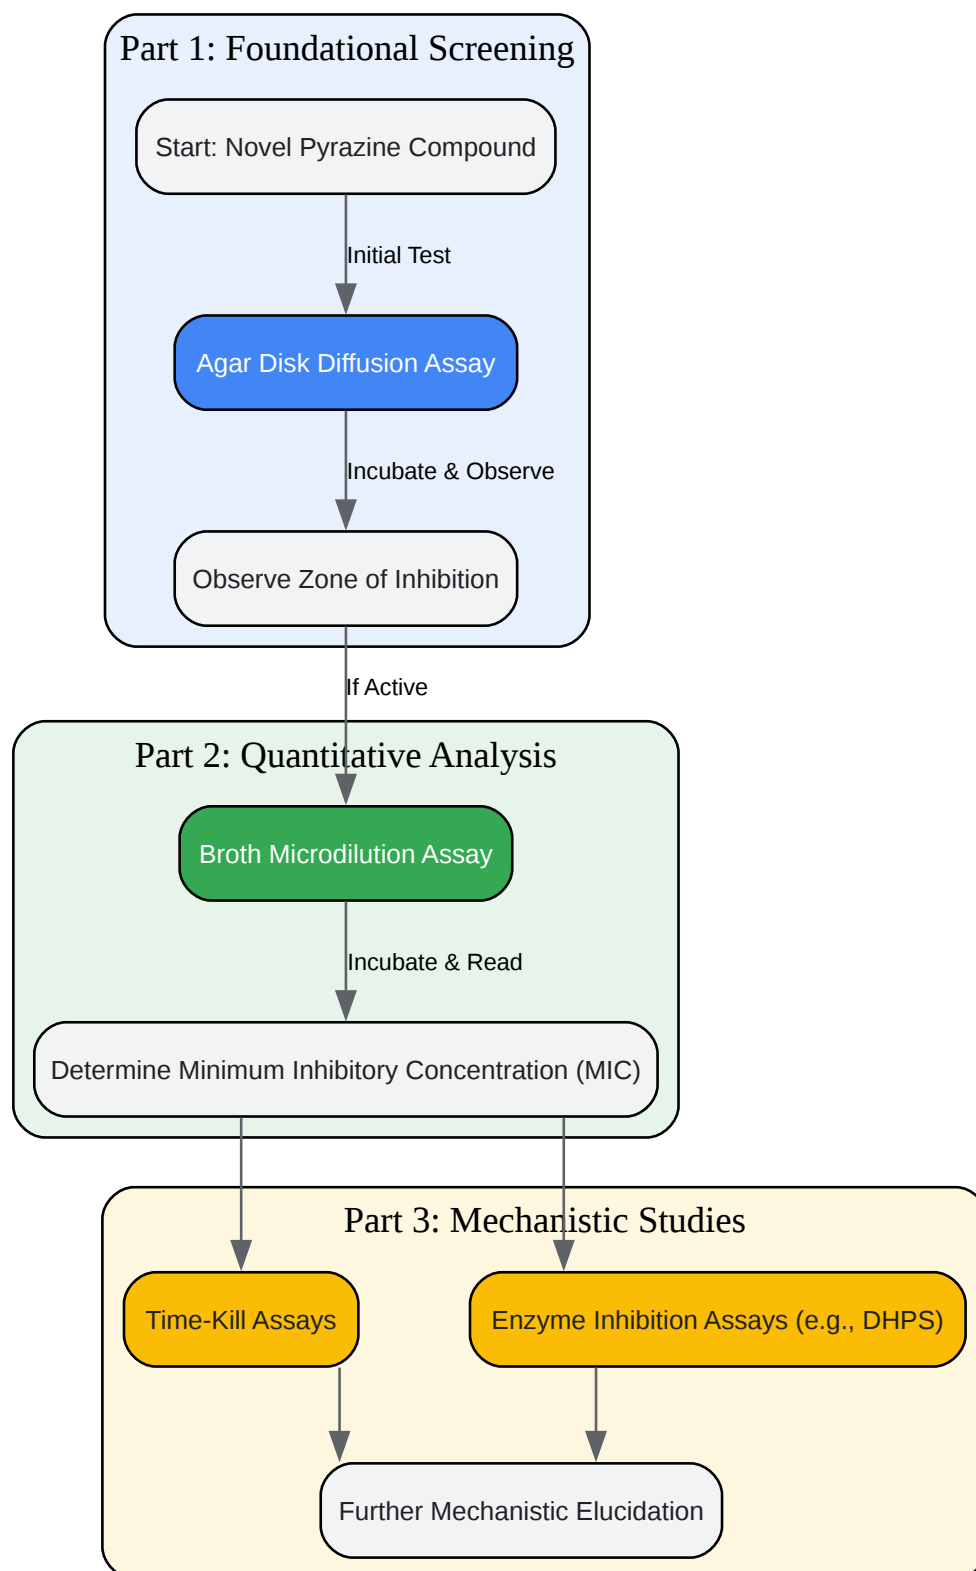 Part 1: Foundational Screening
Start: Novel Pyrazine Compound
Initial Test
Agar Disk Diffusion Assay
Incubate & Observe
Observe Zone of Inhibition
If Active
Part 2: Quantitative Analysis
Broth Microdilution Assay
Incubate & Read
Determine Minimum Inhibitory Concentration (MIC)
Part 3: Mechanistic Studies
Time-Kill Assays
Enzyme Inhibition Assays (e.g., DHPS)
Further Mechanistic Elucidation